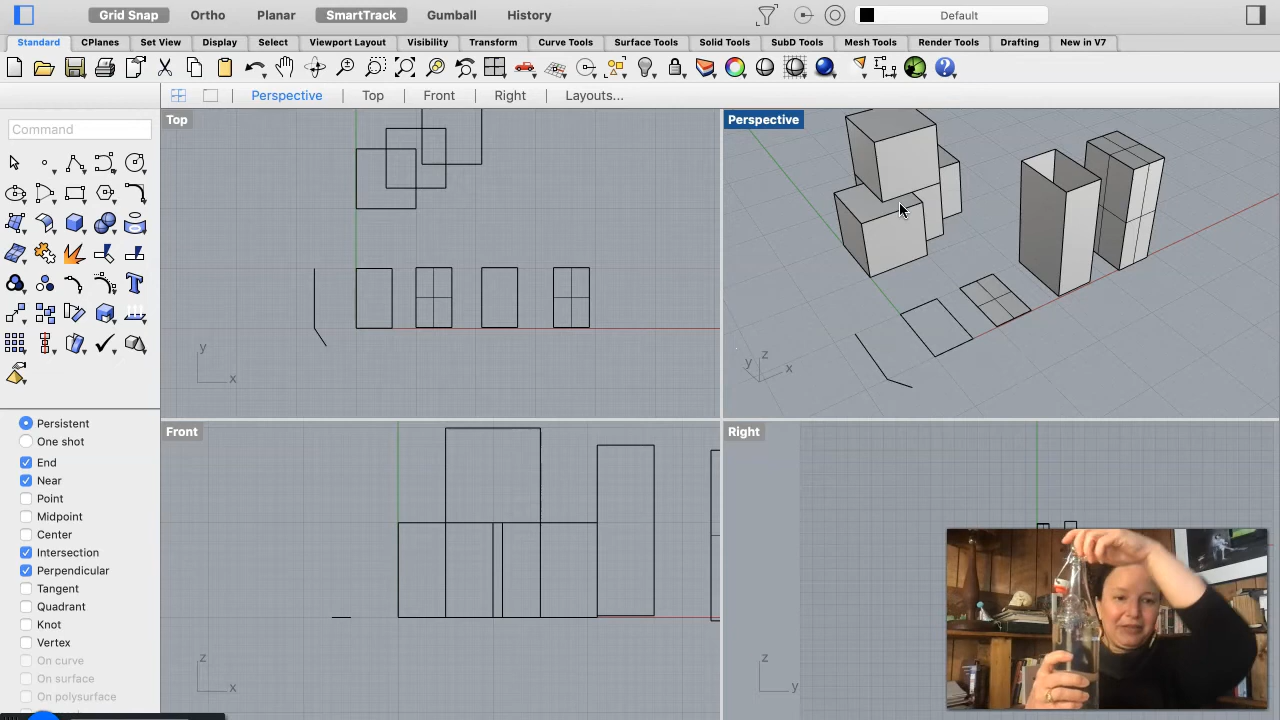 Grid Snap Ortho Planar SmartTrack Gumball History Default
Standard CPlanes Set View Display Select Viewport Layout Visibility Transform Curve Tools Surface Tools Solid Tools SubD Tools Mesh Tools Render Tools Drafting New in V7
Perspective Top Front Right Layouts...
Command
Top
y
x
Perspective
z
y
x
Persistent
One shot
End
Near
Point
Midpoint
Center
Intersection
Perpendicular
Tangent
Quadrant
Knot
Vertex
On curve
On surface
On polysurface
Front
z
x
Right
z
y